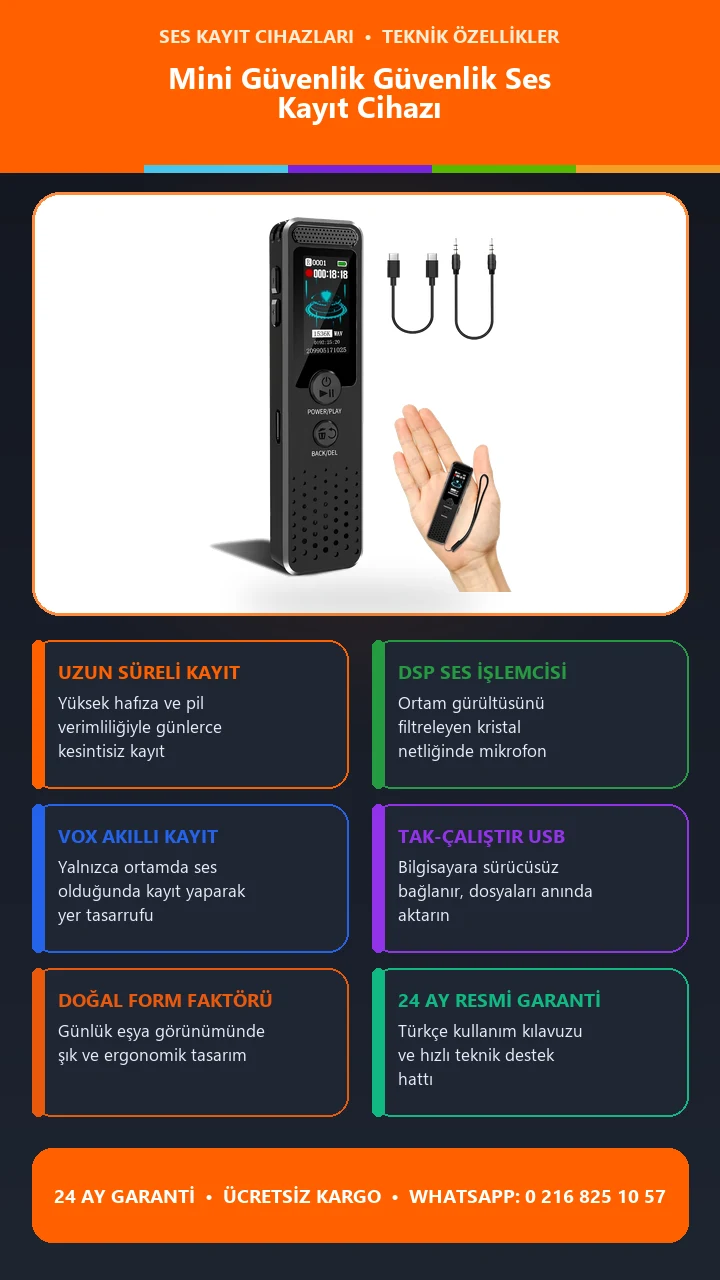 SES KAYIT CIHAZLARI • TEKNİK ÖZELLİKLER
Mini Güvenlik Güvenlik Ses
Kayıt Cihazı
0001
000:18:18
1536K WAV
POWER/PLAY
BACK/DEL
UZUN SÜRELİ KAYIT
Yüksek hafıza ve pil
verimliliğiyle günlerce
kesintisiz kayıt
DSP SES İŞLEMCİSİ
Ortam gürültüsünü
filtreleyen kristal
netliğinde mikrofon
VOX AKILLI KAYIT
Yalnızca ortamda ses
olduğunda kayıt yaparak
yer tasarrufu
TAK-ÇALIŞTIR USB
Bilgisayara sürücüsüz
bağlanır, dosyaları anında
aktarın
DOĞAL FORM FAKTÖRÜ
Günlük eşya görünümünde
şık ve ergonomik tasarım
24 AY RESMİ GARANTİ
Türkçe kullanım kılavuzu
ve hızlı teknik destek
hattı
24 AY GARANTİ • ÜCRETSİZ KARGO • WHATSAPP: 0 216 825 10 57